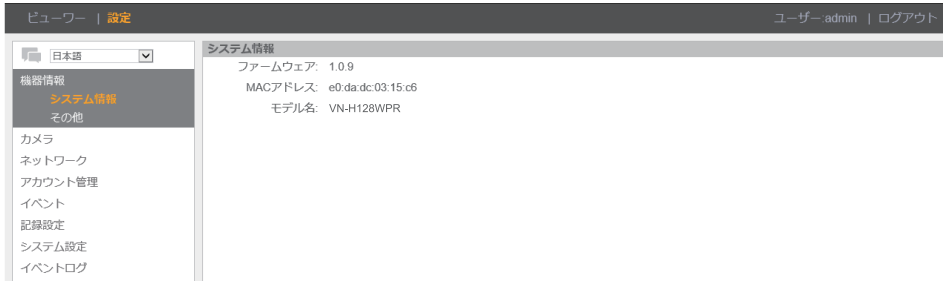 ビューワー | 設定 ユーザー:admin | ログアウト
日本語
機器情報
システム情報
その他
カメラ
ネットワーク
アカウント管理
イベント
記録設定
システム設定
イベントログ
システム情報
ファームウェア: 1.0.9
MACアドレス: e0:da:dc:03:15:c6
モデル名: VN-H128WPR